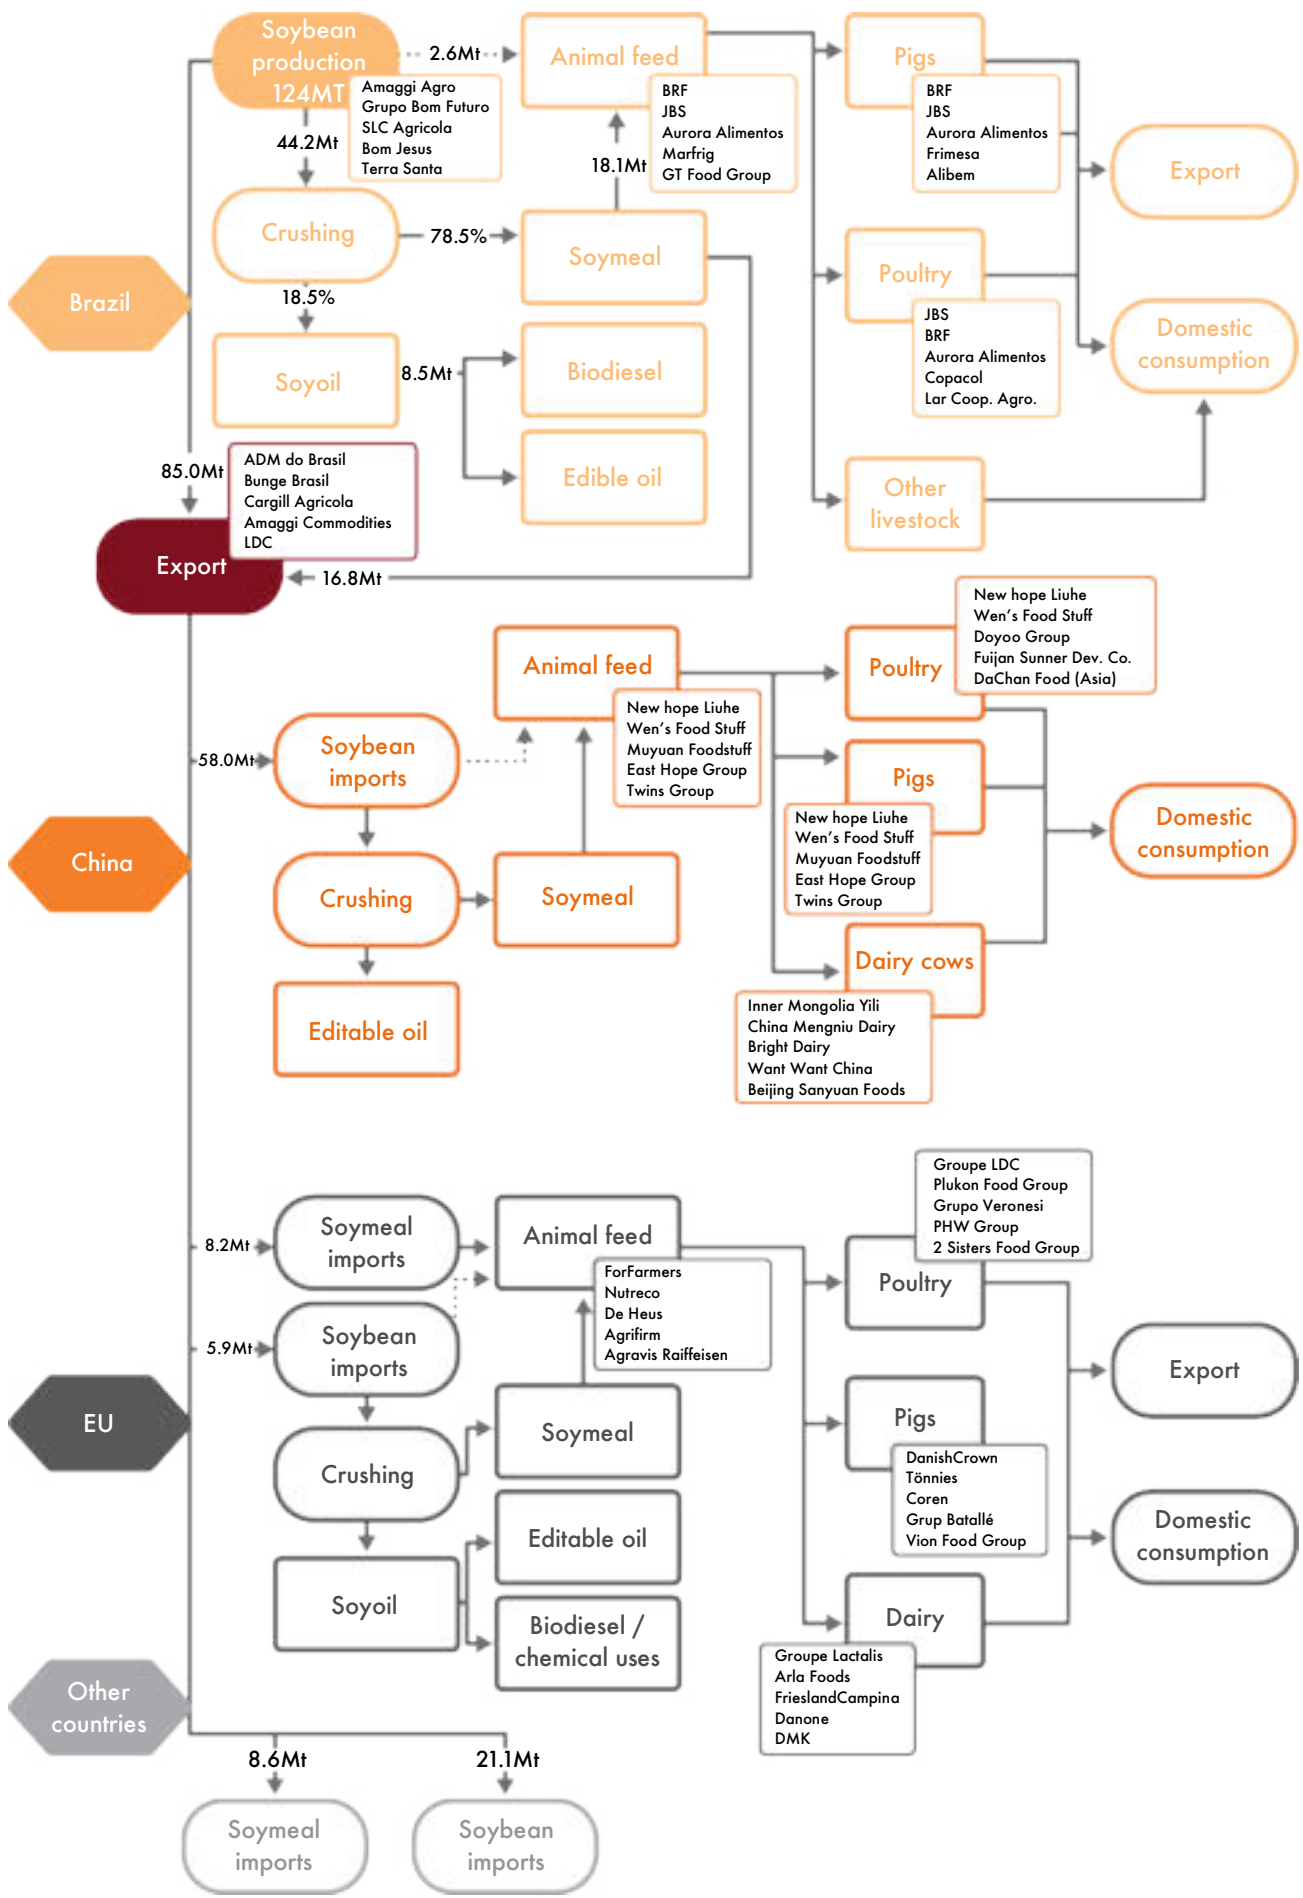 Soybean
production
124MT
2.6Mt
Animal feed
Pigs
Amaggi Agro
Grupo Bom Futuro
SLC Agricola
Bom Jesus
Terra Santa
BRF
JBS
Aurora Alimentos
Marfrig
GT Food Group
BRF
JBS
Aurora Alimentos
Frimesa
Alibem
44.2Mt
18.1Mt
Export
Crushing
78.5%
Soymeal
Poultry
Brazil
18.5%
JBS
BRF
Aurora Alimentos
Copacol
Lar Coop. Agro.
Domestic
consumption
Soyoil
8.5Mt
Biodiesel
Edible oil
85.0Mt
ADM do Brasil
Bunge Brasil
Cargill Agricola
Amaggi Commodities
LDC
Other
livestock
Export
16.8Mt
New hope Liuhe
Wen's Food Stuff
Doyoo Group
Fuijan Sunner Dev. Co.
DaChan Food (Asia)
Animal feed
Poultry
New hope Liuhe
Wen's Food Stuff
Muyuan Foodstuff
East Hope Group
Twins Group
58.0Mt
Soybean
imports
Pigs
New hope Liuhe
Wen's Food Stuff
Muyuan Foodstuff
East Hope Group
Twins Group
Domestic
consumption
China
Crushing
Soymeal
Dairy cows
Inner Mongolia Yili
China Mengniu Dairy
Bright Dairy
Want Want China
Beijing Sanyuan Foods
Editable oil
Groupe LDC
Plukon Food Group
Grupo Veronesi
PHW Group
2 Sisters Food Group
8.2Mt
Soymeal
imports
Animal feed
ForFarmers
Nutreco
De Heus
Agrifirm
Agravis Raiffeisen
Poultry
5.9Mt
Soybean
imports
Export
EU
Crushing
Soymeal
Pigs
DanishCrown
Tönnies
Coren
Grup Batallé
Vion Food Group
Editable oil
Domestic
consumption
Soyoil
Biodiesel /
chemical uses
Dairy
Groupe Lactalis
Arla Foods
FrieslandCampina
Danone
DMK
Other
countries
8.6Mt
21.1Mt
Soymeal
imports
Soybean
imports